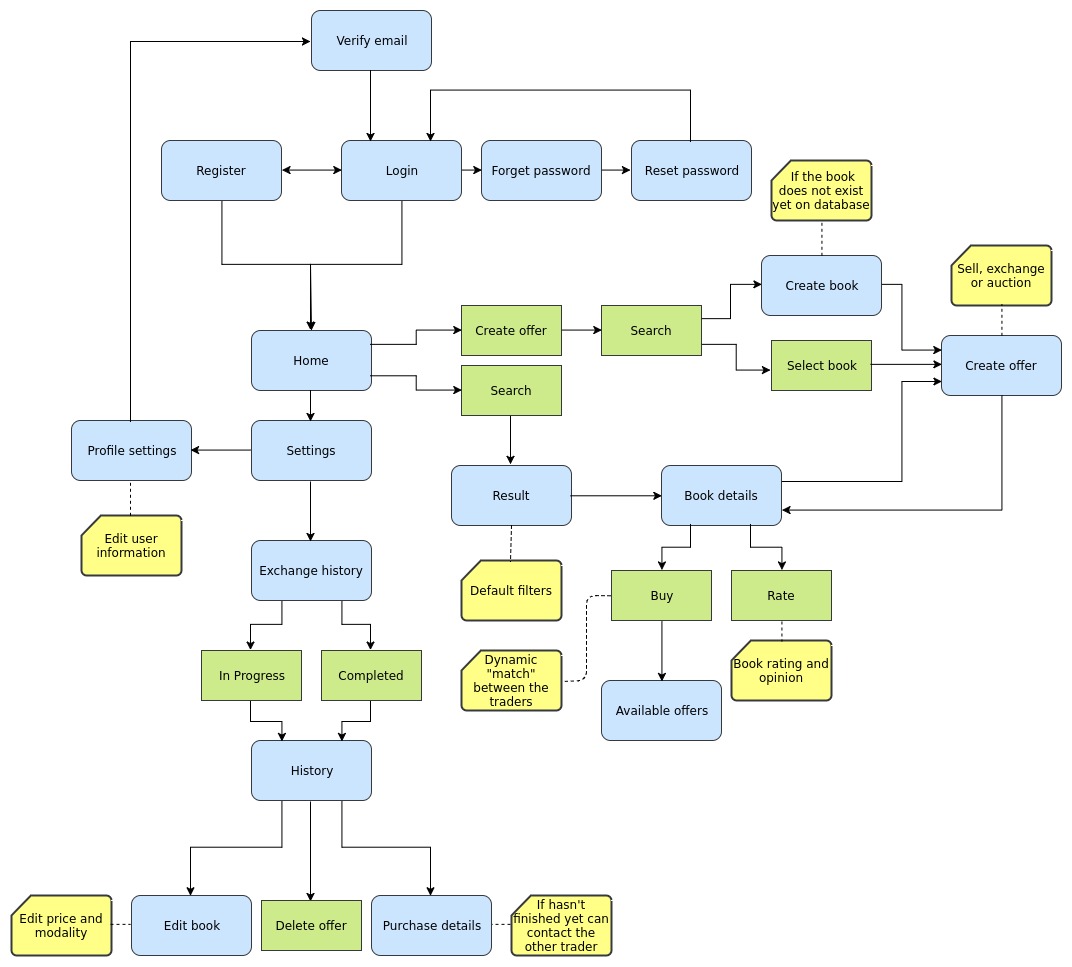 Verify email
Register
Login
Forget password
Reset password
If the book
does not exist
yet on database
Create book
Sell, exchange
or auction
Home
Create offer
Search
Search
Select book
Create offer
Profile settings
Settings
Result
Book details
Edit user
information
Exchange history
Default filters
Buy
Rate
In Progress
Completed
Dynamic
"match"
between the
traders
Book rating and
opinion
Available offers
History
Edit price and
modality
Edit book
Delete offer
Purchase details
If hasn't
finished yet can
contact the
other trader